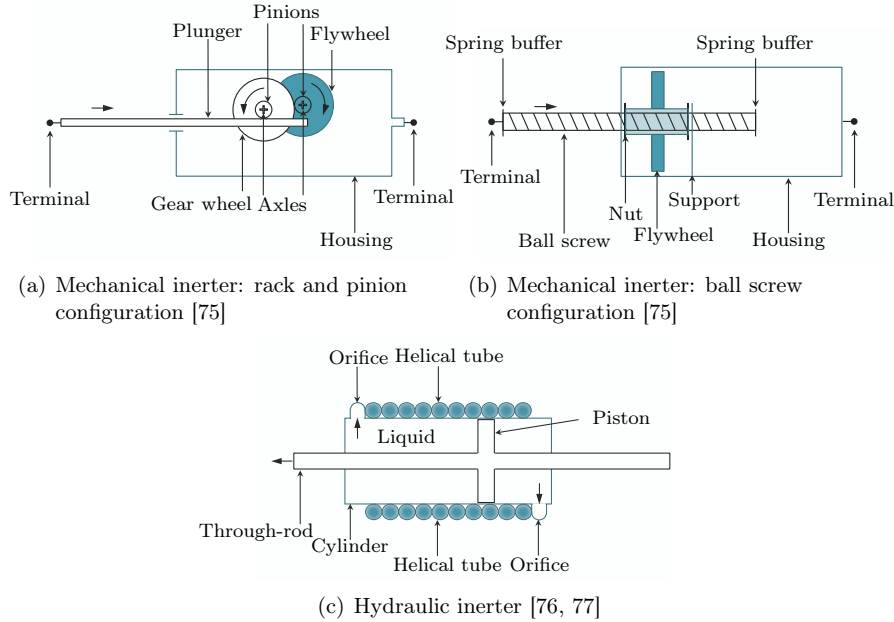 Pinions
Plunger
Flywheel
Terminal
Gear wheel
Axles
Terminal
Housing
(a) Mechanical inerter: rack and pinion
configuration [75]
Spring buffer
Spring buffer
Terminal
Nut
Support
Terminal
Ball screw
Flywheel
Housing
(b) Mechanical inerter: ball screw
configuration [75]
Orifice
Helical tube
Liquid
Piston
Through-rod
Cylinder
Helical tube
Orifice
(c) Hydraulic inerter [76, 77]